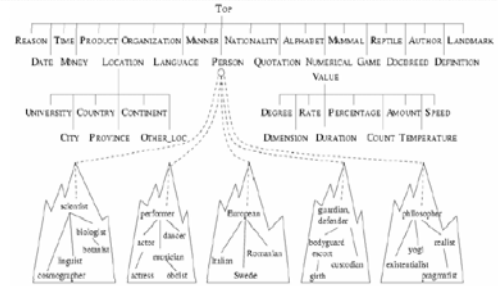 TOP
REASON TIME PRODUCT ORGANIZATION MANNER NATIONALITY ALPHABET MAMMAL REPTILE AUTHOR LANDMARK
DATE MONEY LOCATION LANGUAGE PERSON QUOTATION NUMERICAL GAME DOGBREED DEFINITION
VALUE
UNIVERSITY COUNTRY CONTINENT DEGREE RATE PERCENTAGE AMOUNT SPEED
CITY PROVINCE OTHER_LOC DIMENSION DURATION COUNT TEMPERATURE
scientist performer European guardian, philosopher
defender
biologist actor dancer bodyguard realist
botanist musician Romanian escort yogi
linguist Italian custodian existentialist
cosmographer actress Swede pragmatist